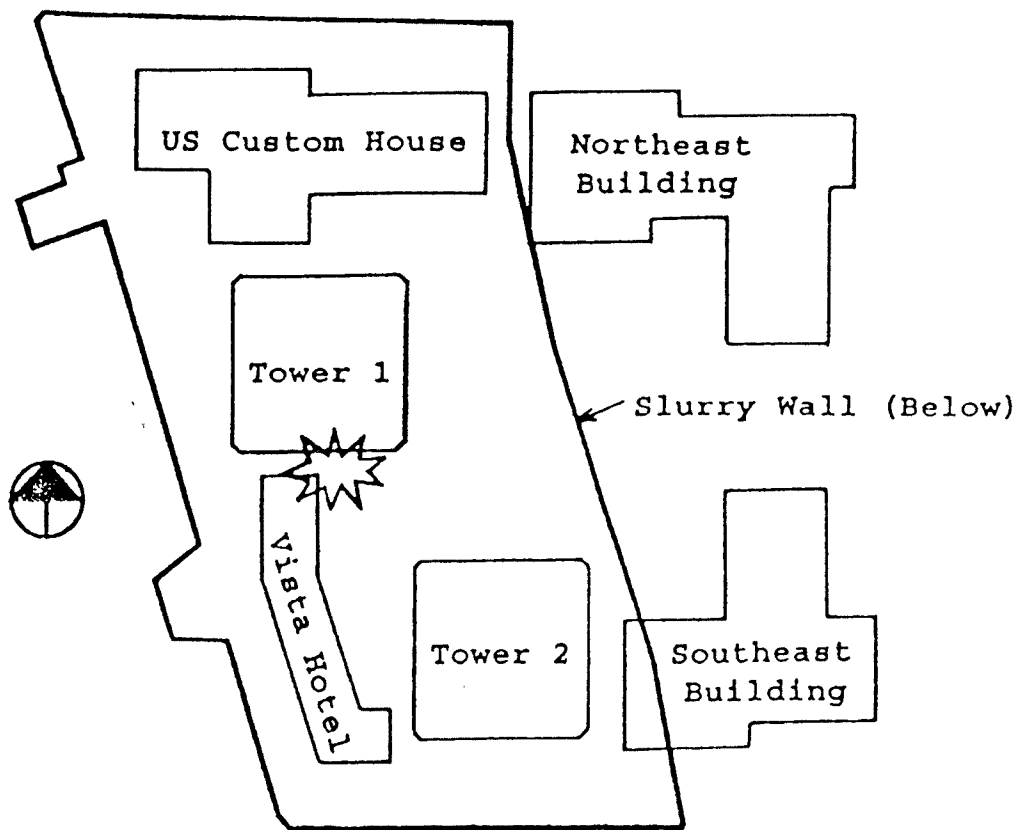 US Custom House
Northeast
Building
Tower 1
Slurry Wall (Below)
Vista Hotel
Tower 2
Southeast
Building